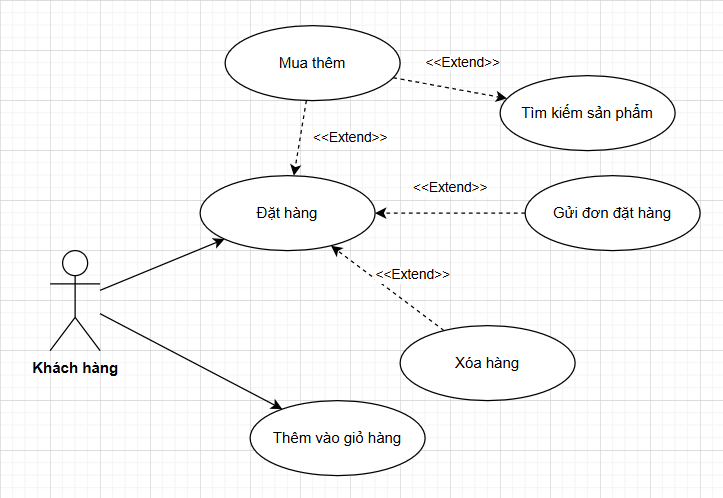 Mua thêm
<<Extend>>
Tìm kiếm sản phẩm
<<Extend>>
Đặt hàng
<<Extend>>
Gửi đơn đặt hàng
<<Extend>>
Xóa hàng
Khách hàng
Thêm vào giỏ hàng